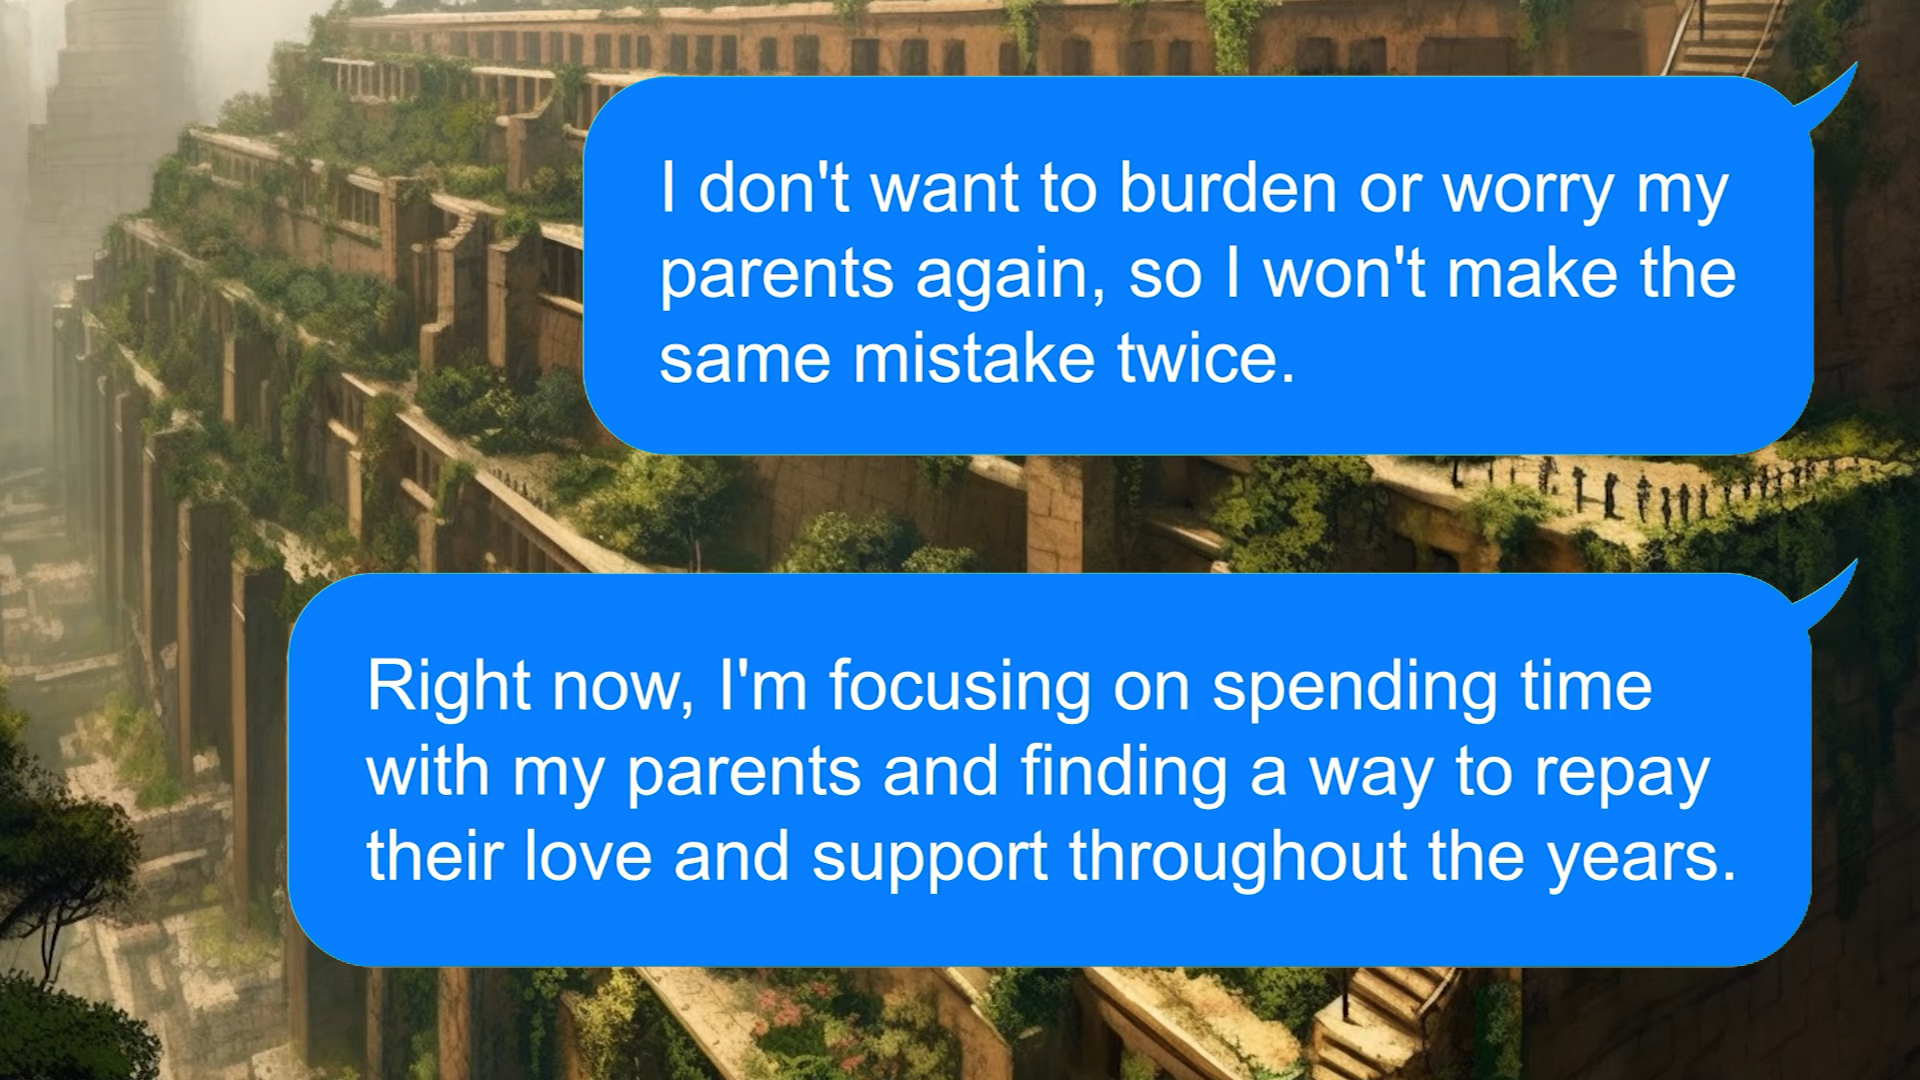 I don't want to burden or worry my
parents again, so I won't make the
same mistake twice.
Right now, I'm focusing on spending time
with my parents and finding a way to repay
their love and support throughout the years.